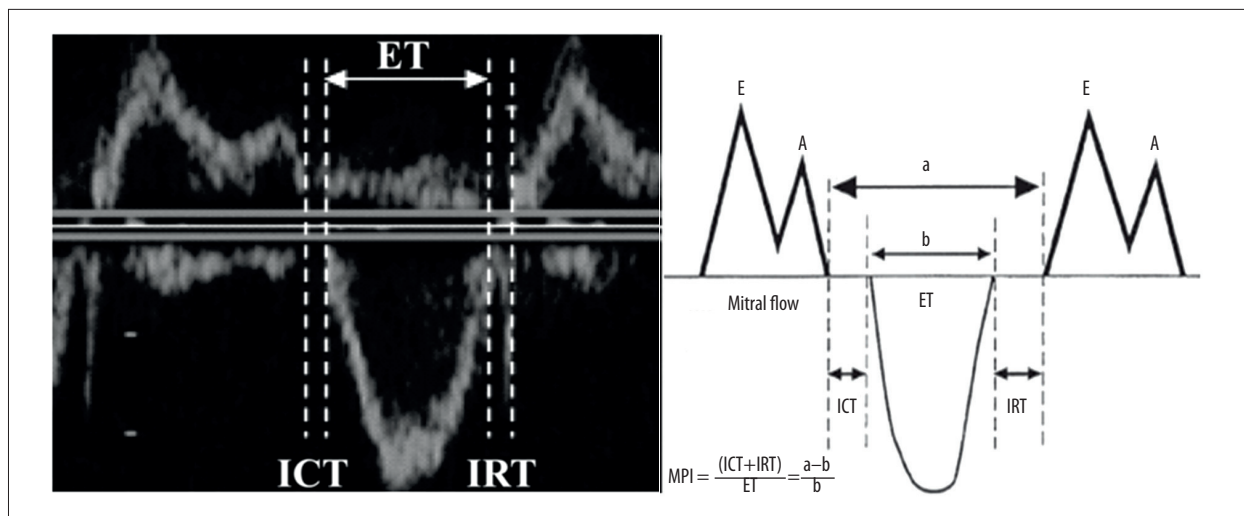 ET
ICT
IRT
E
A
E
A
a
b
Mitral flow
ET
ICT
IRT
MPI = (ICT+IRT)/ET = a–b/b